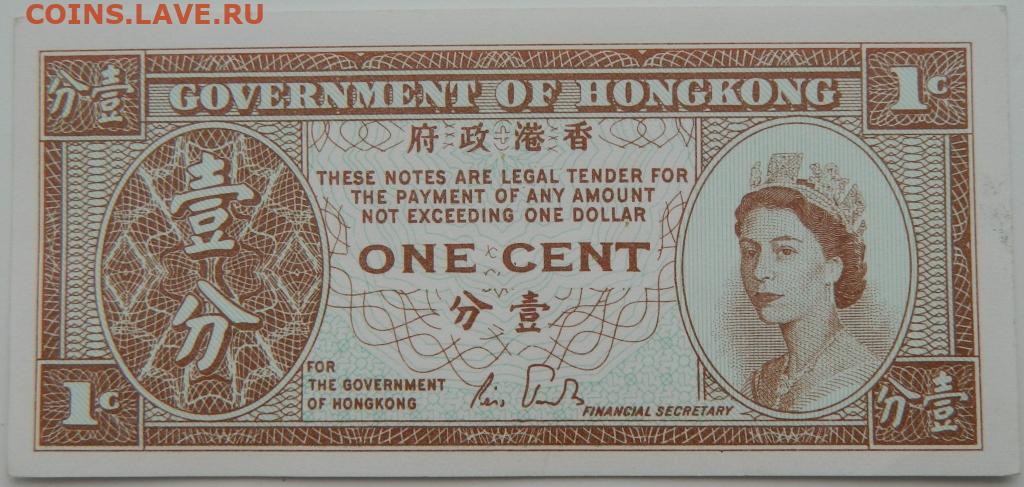 COINS.LAVE.RU
分壹
GOVERNMENT OF HONGKONG
1C
府政港香
THESE NOTES ARE LEGAL TENDER FOR
THE PAYMENT OF ANY AMOUNT
NOT EXCEEDING ONE DOLLAR
壹分
ONE CENT
分壹
FOR
THE GOVERNMENT
OF HONGKONG
FINANCIAL SECRETARY
1C
分壹